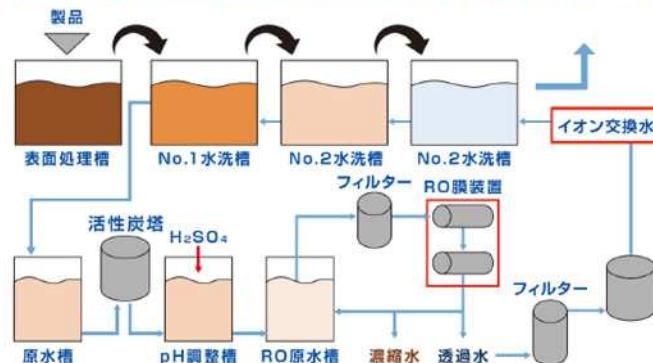 製品
イオン交換水
表面処理槽
No.1水洗槽
No.2水洗槽
No.2水洗槽
フィルター
RO膜装置
活性炭塔
H₂SO₄
フィルター
原水槽
pH調整槽
RO原水槽
濃縮水
透過水